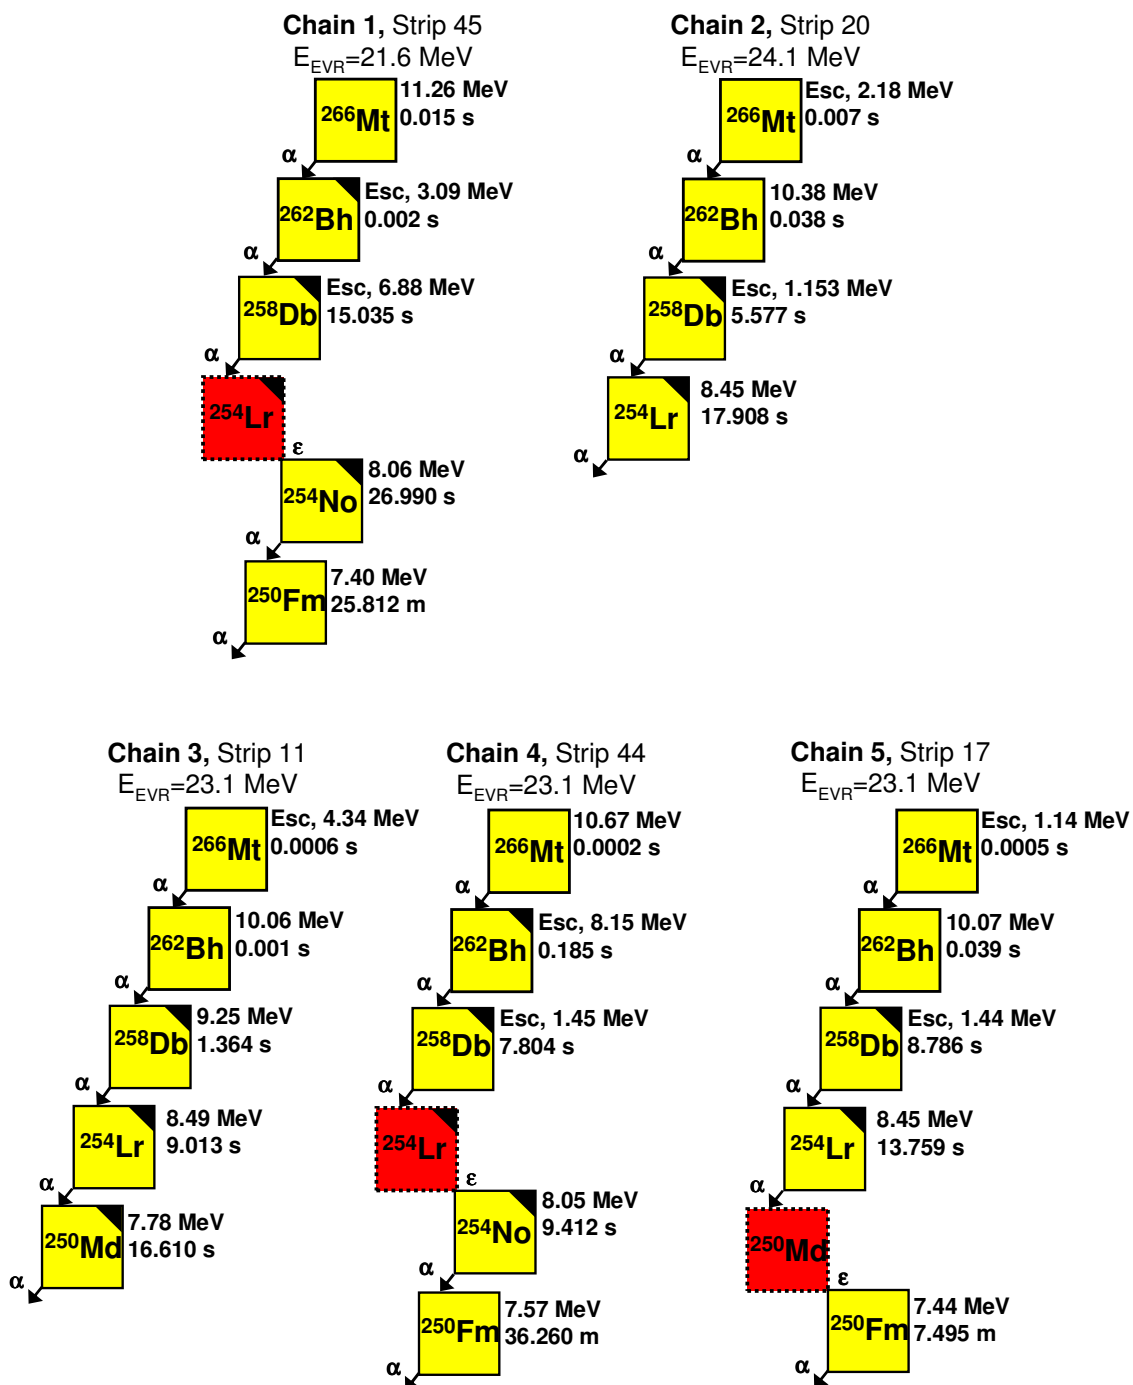 Chain 1, Strip 45
E_EVR=21.6 MeV
266Mt
11.26 MeV
0.015 s
α
262Bh
Esc, 3.09 MeV
0.002 s
α
258Db
Esc, 6.88 MeV
15.035 s
α
254Lr
ε
254No
8.06 MeV
26.990 s
α
250Fm
7.40 MeV
25.812 m
α
Chain 2, Strip 20
E_EVR=24.1 MeV
266Mt
Esc, 2.18 MeV
0.007 s
α
262Bh
10.38 MeV
0.038 s
α
258Db
Esc, 1.153 MeV
5.577 s
α
254Lr
8.45 MeV
17.908 s
α
Chain 3, Strip 11
E_EVR=23.1 MeV
266Mt
Esc, 4.34 MeV
0.0006 s
α
262Bh
10.06 MeV
0.001 s
α
258Db
9.25 MeV
1.364 s
α
254Lr
8.49 MeV
9.013 s
α
250Md
7.78 MeV
16.610 s
α
Chain 4, Strip 44
E_EVR=23.1 MeV
266Mt
10.67 MeV
0.0002 s
α
262Bh
Esc, 8.15 MeV
0.185 s
α
258Db
Esc, 1.45 MeV
7.804 s
α
254Lr
ε
254No
8.05 MeV
9.412 s
α
250Fm
7.57 MeV
36.260 m
α
Chain 5, Strip 17
E_EVR=23.1 MeV
266Mt
Esc, 1.14 MeV
0.0005 s
α
262Bh
10.07 MeV
0.039 s
α
258Db
Esc, 1.44 MeV
8.786 s
α
254Lr
8.45 MeV
13.759 s
α
250Md
ε
250Fm
7.44 MeV
7.495 m
α